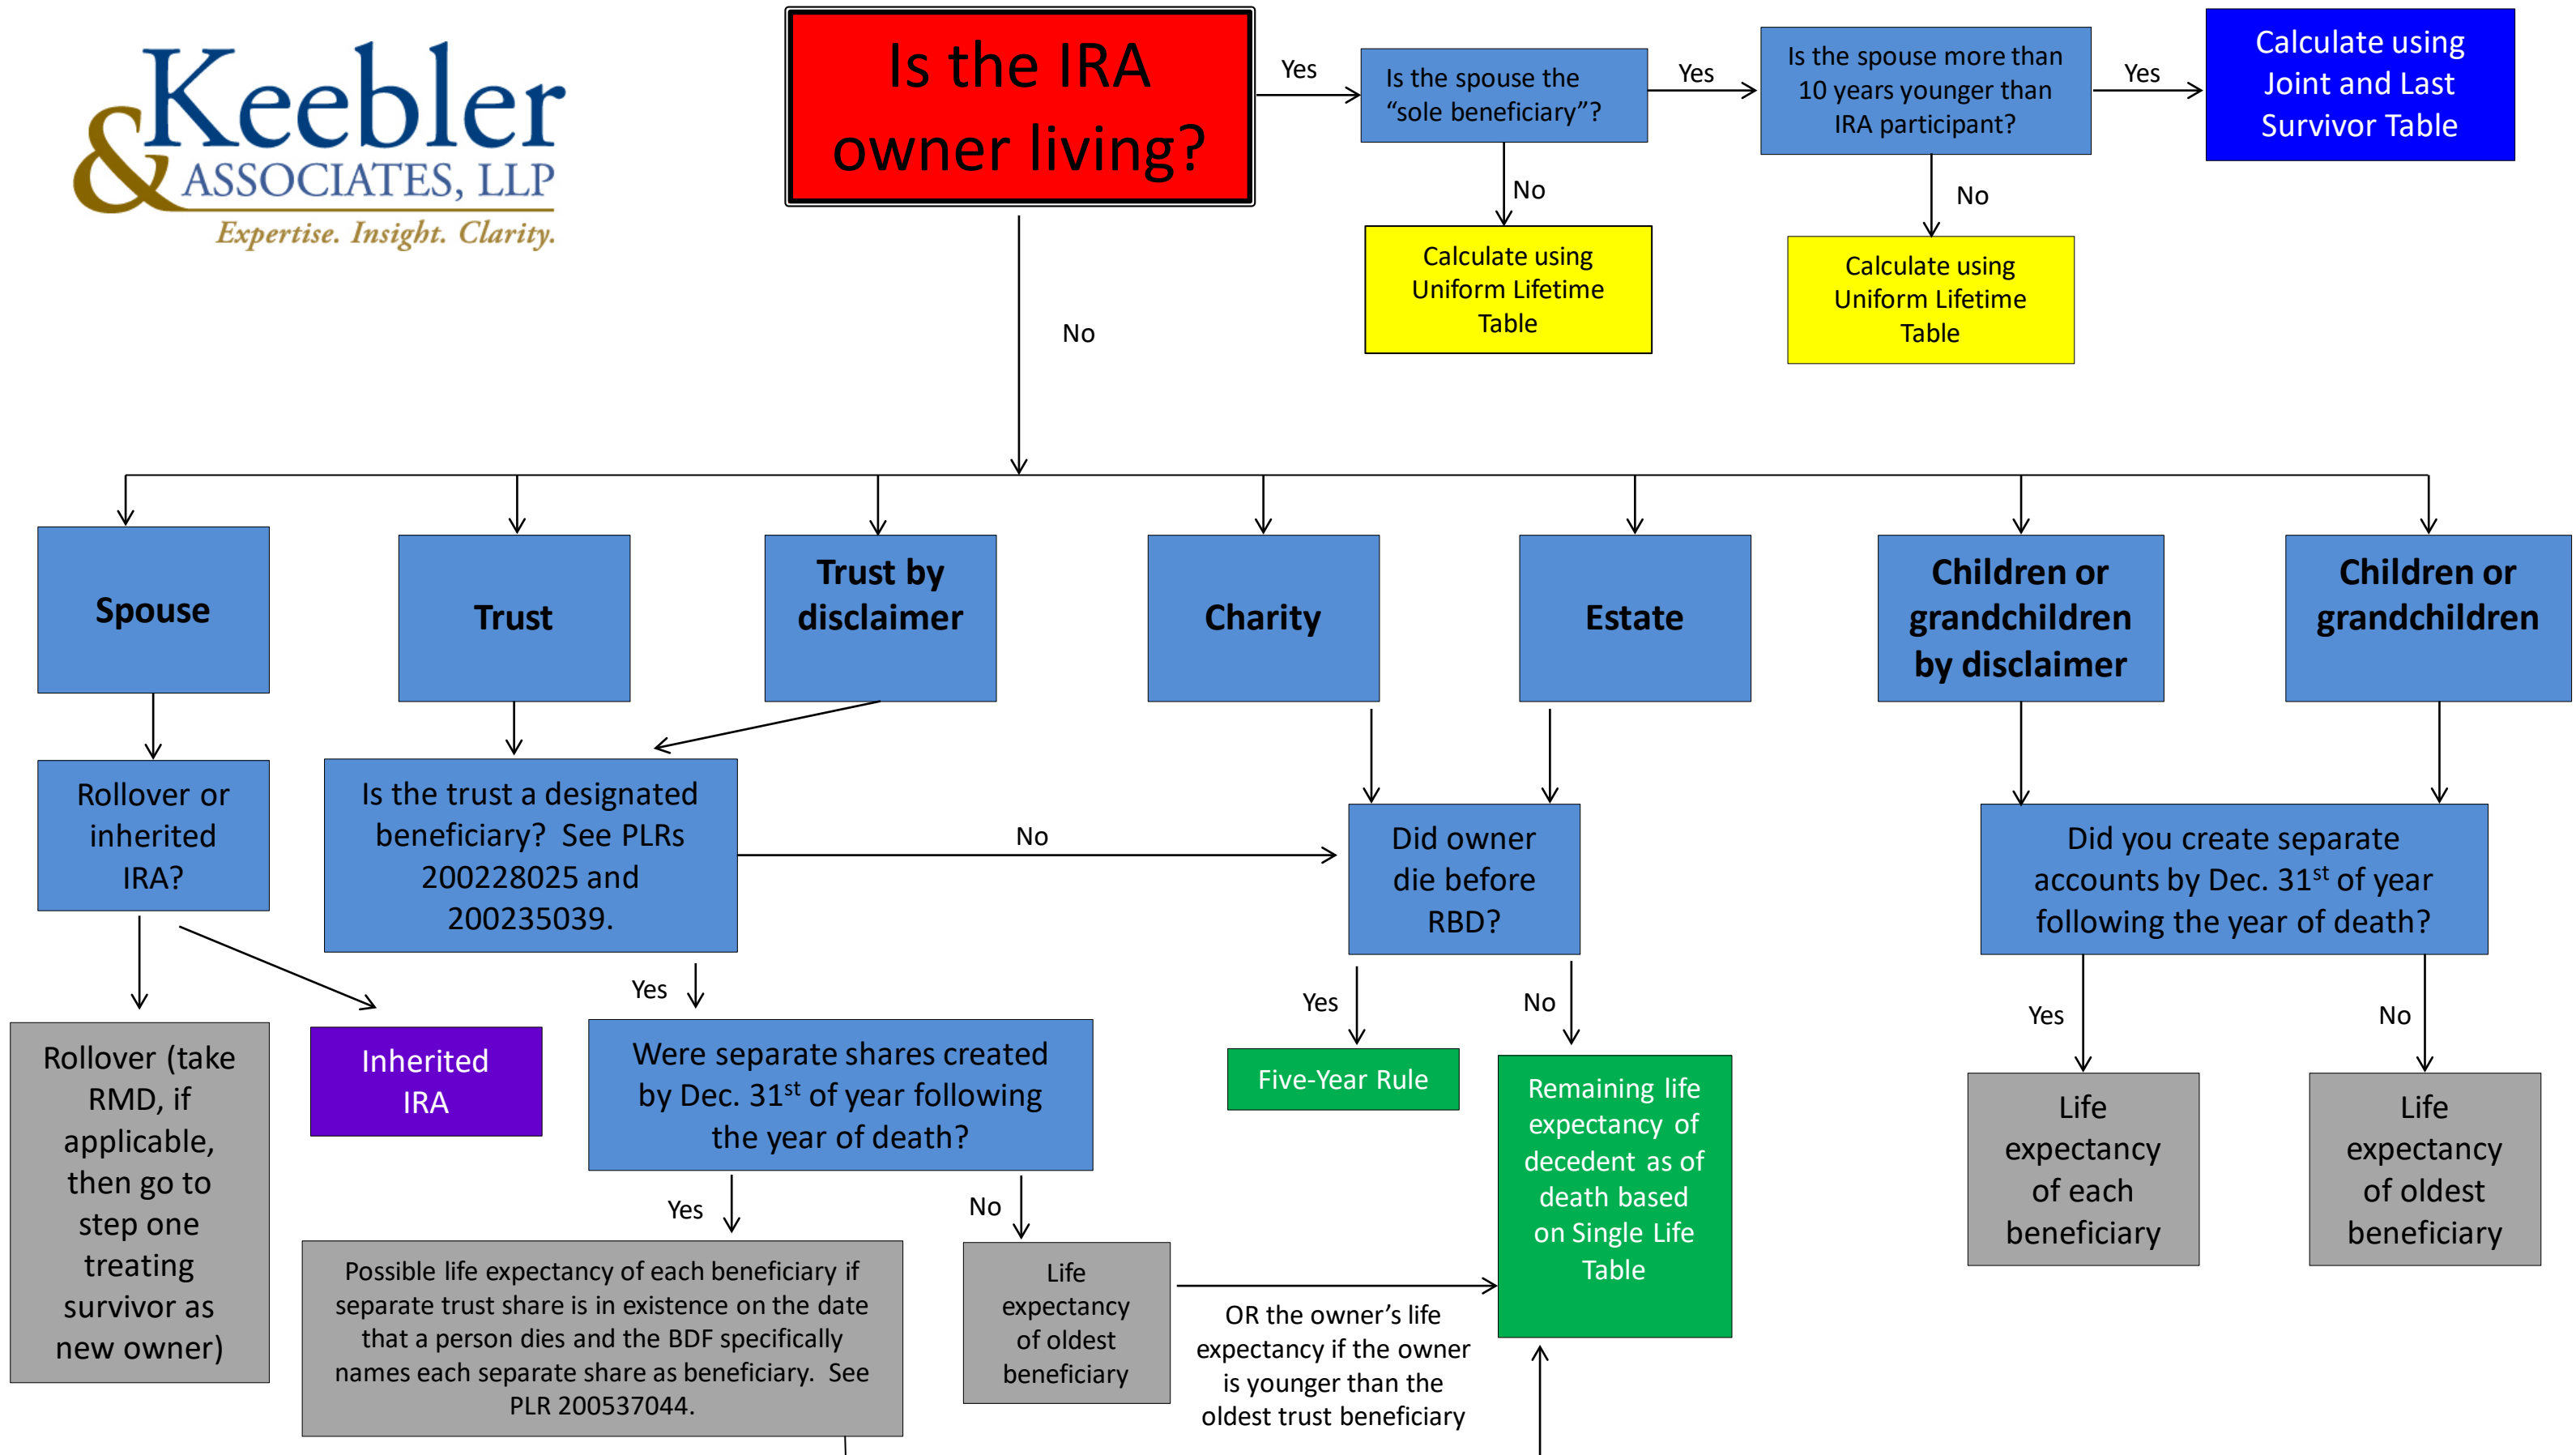 Keebler
& ASSOCIATES, LLP
Expertise. Insight. Clarity.
Is the IRA
owner living?
Yes
Is the spouse the
“sole beneficiary”?
Yes
Is the spouse more than
10 years younger than
IRA participant?
Yes
Calculate using
Joint and Last
Survivor Table
No
Calculate using
Uniform Lifetime
Table
No
Calculate using
Uniform Lifetime
Table
No
Spouse
Trust
Trust by
disclaimer
Charity
Estate
Children or
grandchildren
by disclaimer
Children or
grandchildren
Rollover or
inherited
IRA?
Is the trust a designated
beneficiary? See PLRs
200228025 and
200235039.
No
Did owner
die before
RBD?
Did you create separate
accounts by Dec. 31st of year
following the year of death?
Yes
Yes
No
Yes
No
Rollover (take
RMD, if
applicable,
then go to
step one
treating
survivor as
new owner)
Inherited
IRA
Were separate shares created
by Dec. 31st of year following
the year of death?
Five-Year Rule
Remaining life
expectancy of
decedent as of
death based
on Single Life
Table
Life
expectancy
of each
beneficiary
Life
expectancy
of oldest
beneficiary
Yes
No
Possible life expectancy of each beneficiary if
separate trust share is in existence on the date
that a person dies and the BDF specifically
names each separate share as beneficiary. See
PLR 200537044.
Life
expectancy
of oldest
beneficiary
OR the owner’s life
expectancy if the owner
is younger than the
oldest trust beneficiary